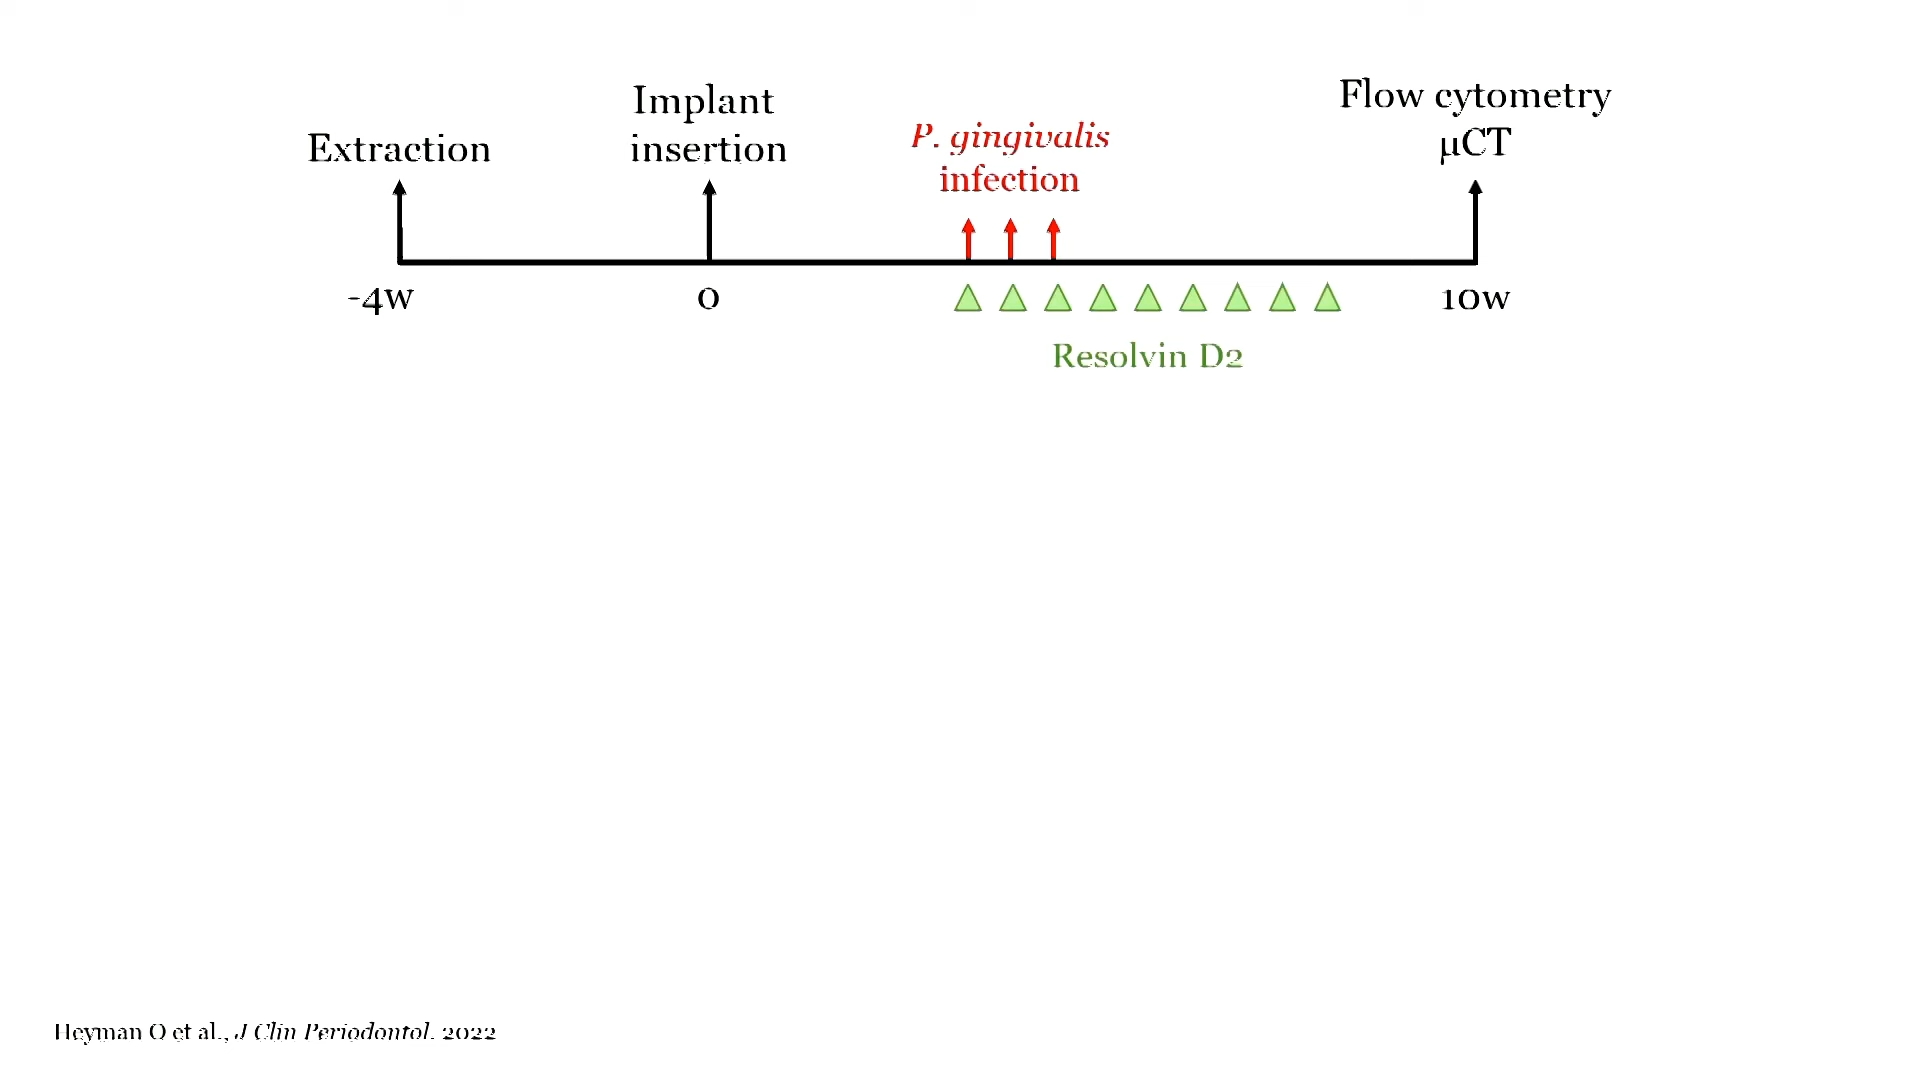 Extraction
Implant
insertion
P. gingivalis
infection
Flow cytometry
µCT
-4w
0
10w
Resolvin D2
Heyman O et al., J Clin Periodontol. 2022